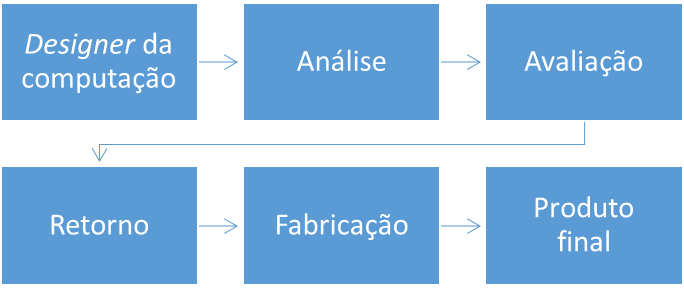 Designer da
computação
Análise
Avaliação
Retorno
Fabricação
Produto
final